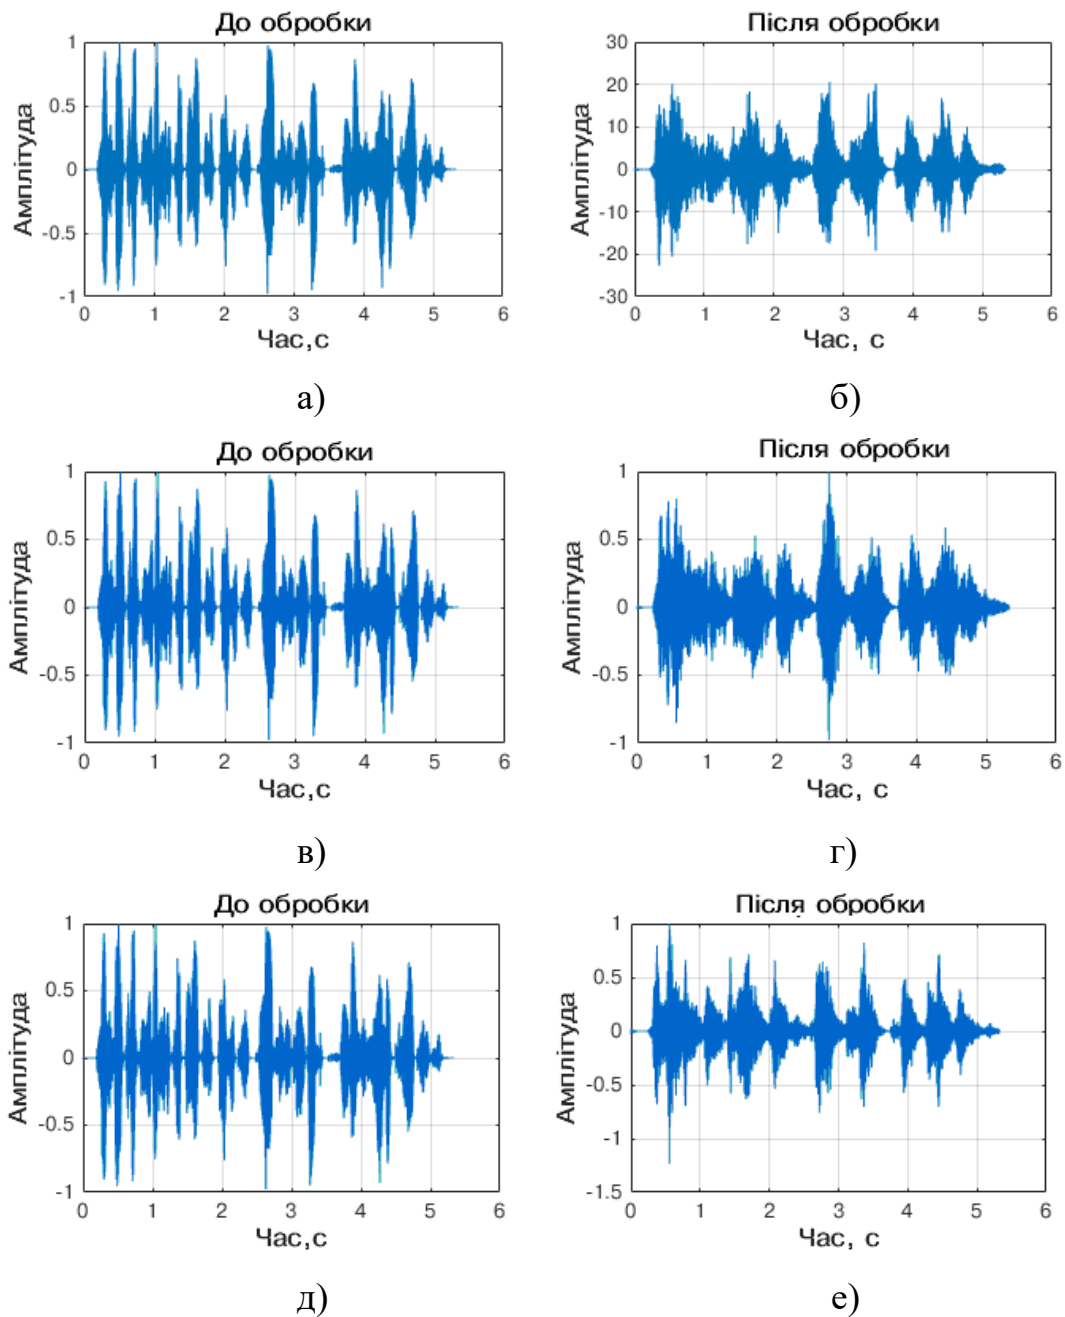 До обробки
Після обробки
1
0.5
0
-0.5
-1
Амплітуда
0 1 2 3 4 5 6
Час,с
30
20
10
0
-10
-20
-30
Амплітуда
0 1 2 3 4 5 6
Час, с
а)
б)
До обробки
Після обробки
1
0.5
0
-0.5
-1
Амплітуда
0 1 2 3 4 5 6
Час,с
1
0.5
0
-0.5
-1
Амплітуда
0 1 2 3 4 5 6
Час, с
в)
г)
До обробки
Після обробки
1
0.5
0
-0.5
-1
Амплітуда
0 1 2 3 4 5 6
Час,с
1
0.5
0
-0.5
-1
-1.5
Амплітуда
0 1 2 3 4 5 6
Час, с
д)
е)